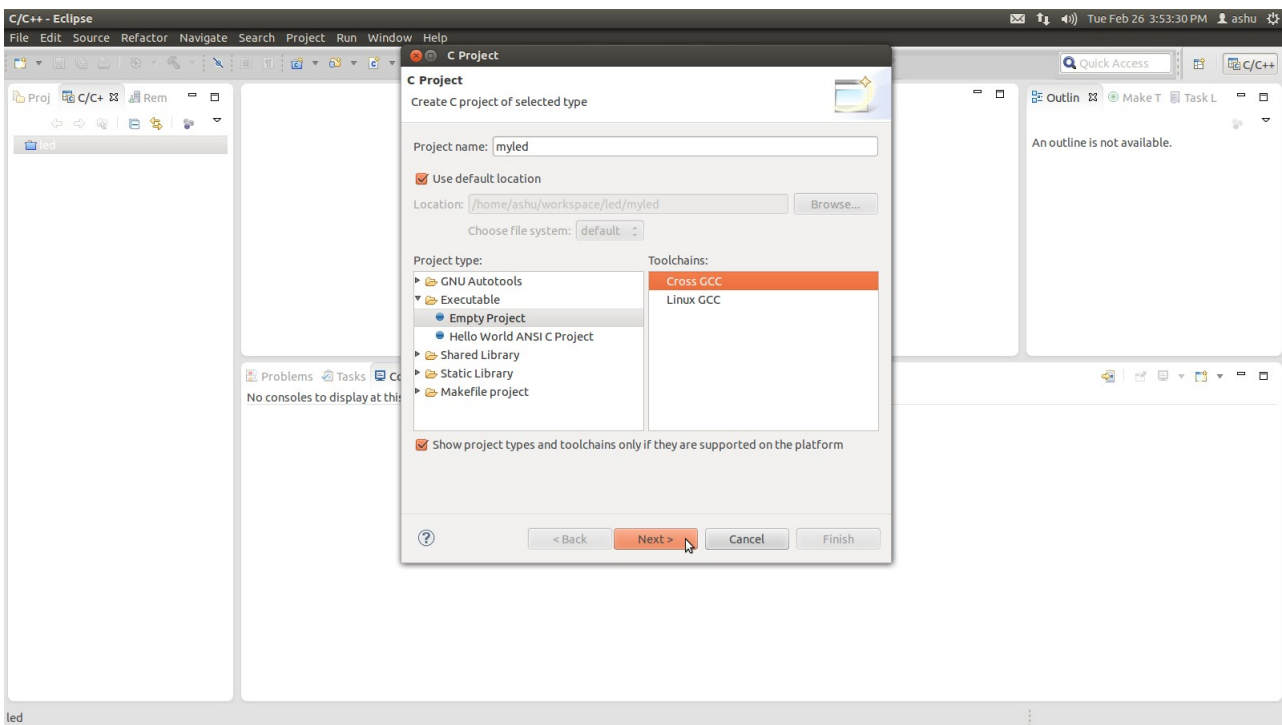 C/C++ - Eclipse
Tue Feb 26 3:53:30 PM ashu
File Edit Source Refactor Navigate Search Project Run Window Help
C Project
Quick Access
C/C++
Proj C/C+ Rem
led
C Project
Create C project of selected type
Project name: myled
Use default location
Location: /home/ashu/workspace/led/myled Browse...
Choose file system: default
Project type:
GNU Autotools
Executable
Empty Project
Hello World ANSI C Project
Shared Library
Static Library
Makefile project
Toolchains:
Cross GCC
Linux GCC
Show project types and toolchains only if they are supported on the platform
? < Back Next > Cancel Finish
Outlin Make T Task L
An outline is not available.
Problems Tasks Co
No consoles to display at this
led